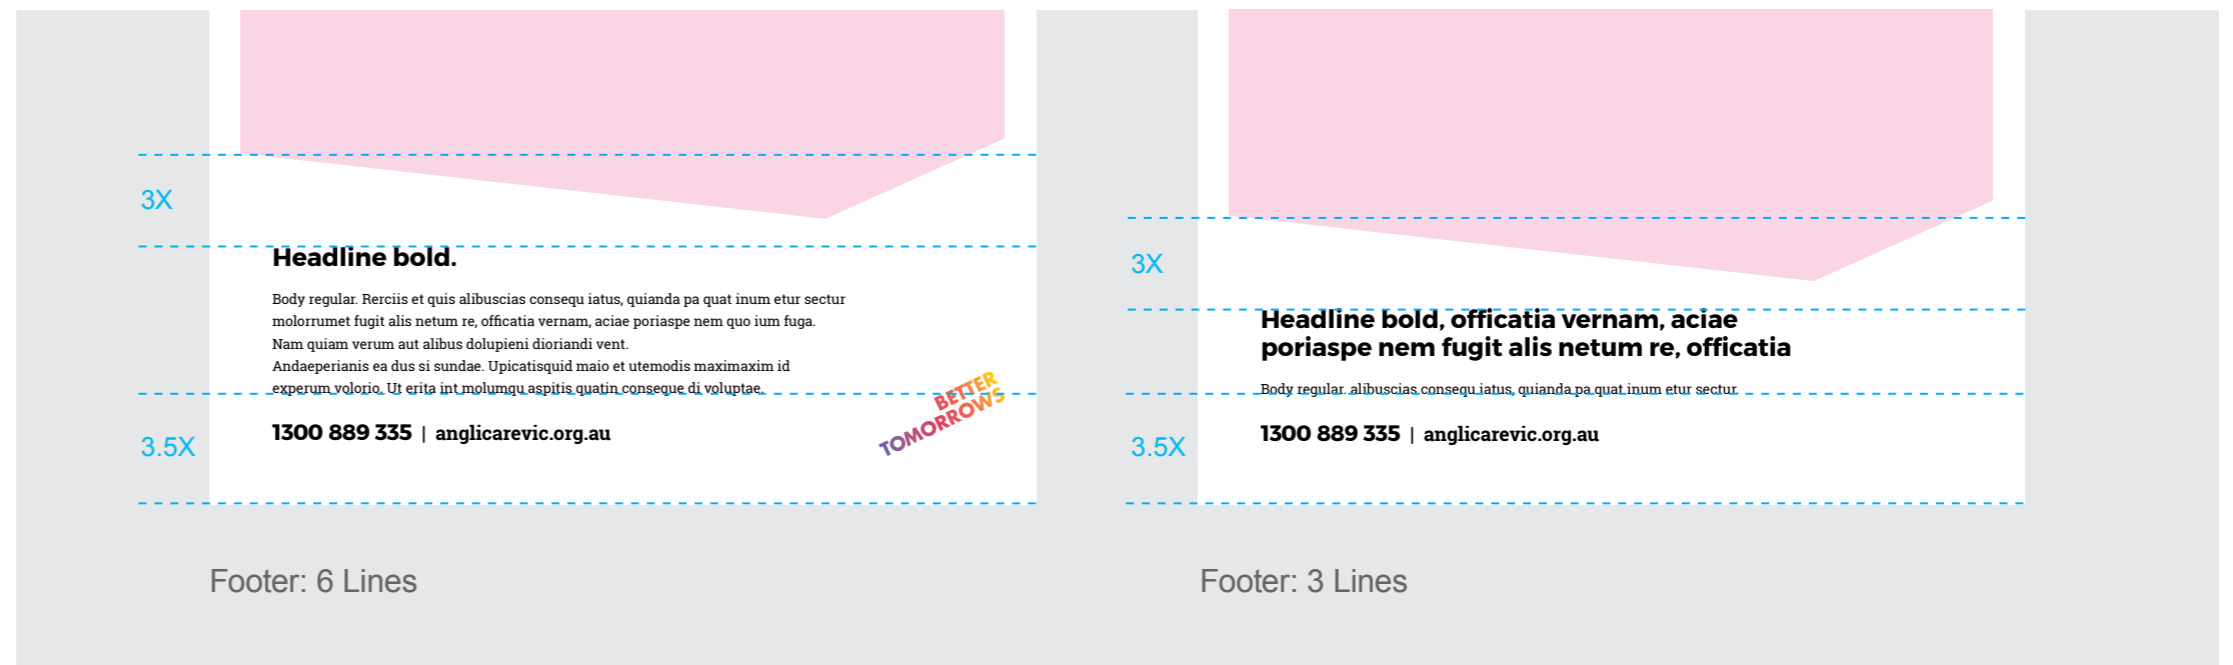 3X
Headline bold.
Body regular. Rerciis et quis alibuscias consequ iatus, quianda pa quat inum etur sectur
molorrumet fugit alis netum re, officatia vernam, aciae poriaspe nem quo ium fuga.
Nam quiam verum aut alibus dolupieni dioriandi vent.
Andaeperianis ea dus si sundae. Upicatisquid maio et utemodis maximaxim id
experum volorio. Ut erita int molumqu aspitis quatin conseque di voluptae.
BETTER
TOMORROWS
3.5X
1300 889 335 | anglicarevic.org.au
Footer: 6 Lines
3X
Headline bold, officatia vernam, aciae
poriaspe nem fugit alis netum re, officatia
Body regular. alibuscias consequ iatus, quianda pa quat inum etur sectur.
3.5X
1300 889 335 | anglicarevic.org.au
Footer: 3 Lines